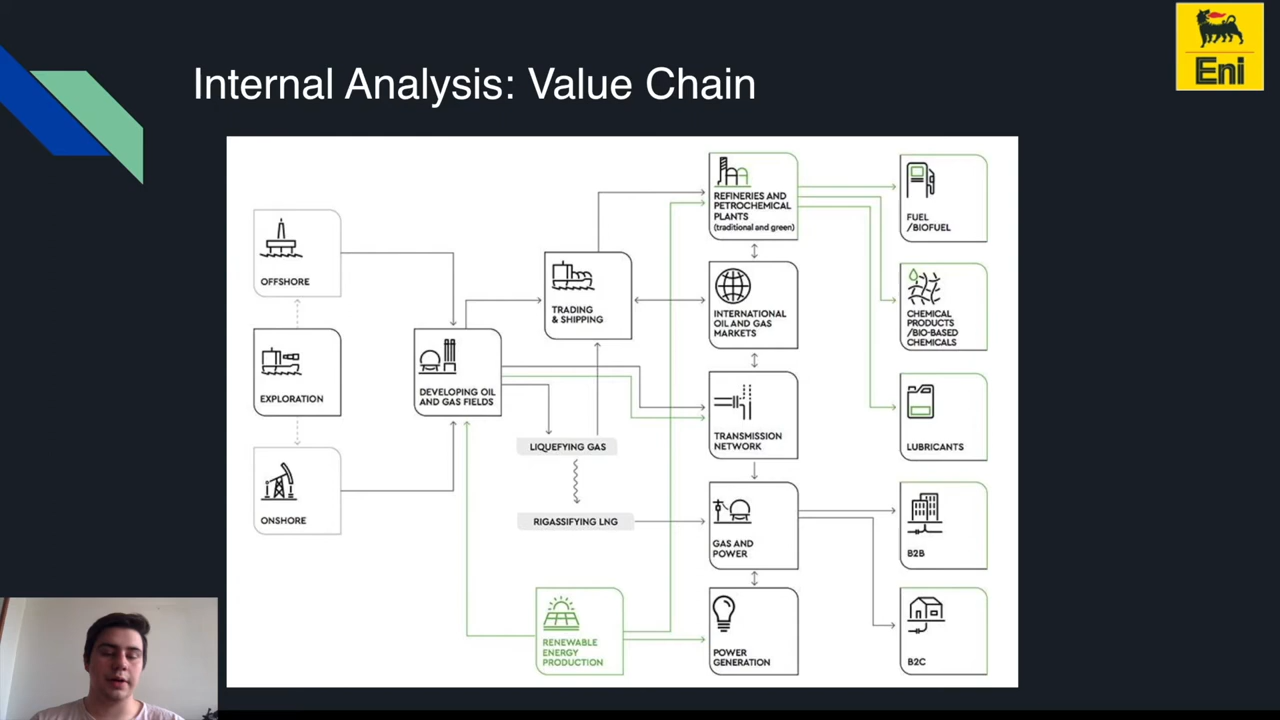 Internal Analysis: Value Chain
Eni
OFFSHORE
EXPLORATION
ONSHORE
DEVELOPING OIL
AND GAS FIELDS
TRADING
& SHIPPING
LIQUEFYING GAS
RIGASSIFYING LNG
RENEWABLE
ENERGY
PRODUCTION
REFINERIES AND
PETROCHEMICAL
PLANTS
(traditional and green)
INTERNATIONAL
OIL AND GAS
MARKETS
TRANSMISSION
NETWORK
GAS AND
POWER
POWER
GENERATION
FUEL
/BIOFUEL
CHEMICAL
PRODUCTS
/BIO-BASED
CHEMICALS
LUBRICANTS
B2B
B2C